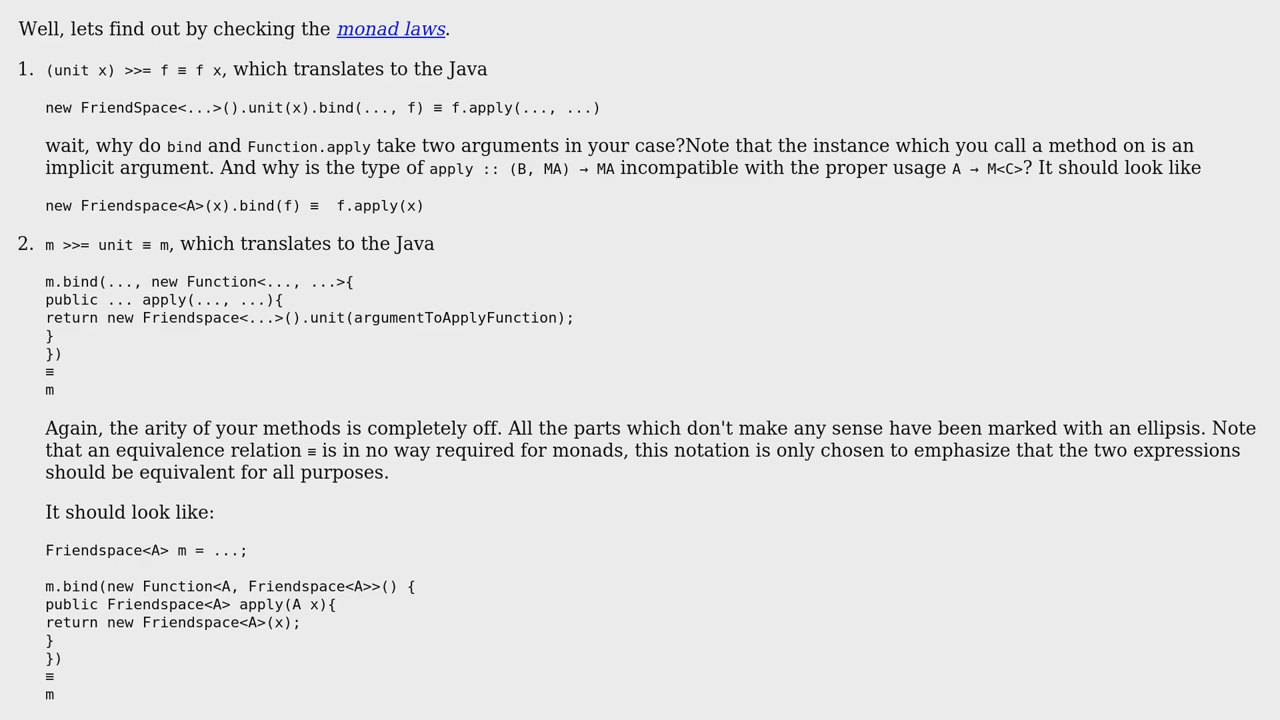 Well, lets find out by checking the monad laws.
1. (unit x) >>= f ≡ f x, which translates to the Java
new FriendSpace<...>().unit(x).bind(..., f) ≡ f.apply(..., ...)
wait, why do bind and Function.apply take two arguments in your case?Note that the instance which you call a method on is an
implicit argument. And why is the type of apply :: (B, MA) → MA incompatible with the proper usage A → M<C>? It should look like
new Friendspace<A>(x).bind(f) ≡  f.apply(x)
2. m >>= unit ≡ m, which translates to the Java
m.bind(..., new Function<..., ...>{
public ... apply(..., ...){
return new Friendspace<...>().unit(argumentToApplyFunction);
}
})
≡
m
Again, the arity of your methods is completely off. All the parts which don't make any sense have been marked with an ellipsis. Note
that an equivalence relation ≡ is in no way required for monads, this notation is only chosen to emphasize that the two expressions
should be equivalent for all purposes.
It should look like:
Friendspace<A> m = ...;
m.bind(new Function<A, Friendspace<A>>() {
public Friendspace<A> apply(A x){
return new Friendspace<A>(x);
}
})
≡
m